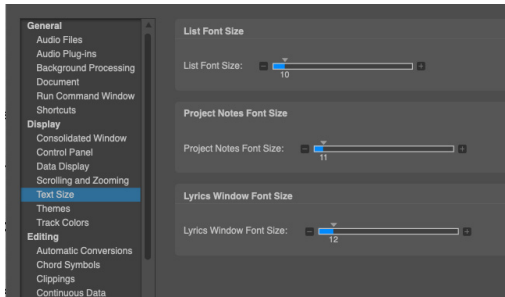 General
Audio Files
Audio Plug-ins
Background Processing
Document
Run Command Window
Shortcuts
Display
Consolidated Window
Control Panel
Data Display
Scrolling and Zooming
Text Size
Themes
Track Colors
Editing
Automatic Conversions
Chord Symbols
Clippings
Continuous Data
List Font Size
List Font Size:
10
Project Notes Font Size
Project Notes Font Size:
11
Lyrics Window Font Size
Lyrics Window Font Size:
12